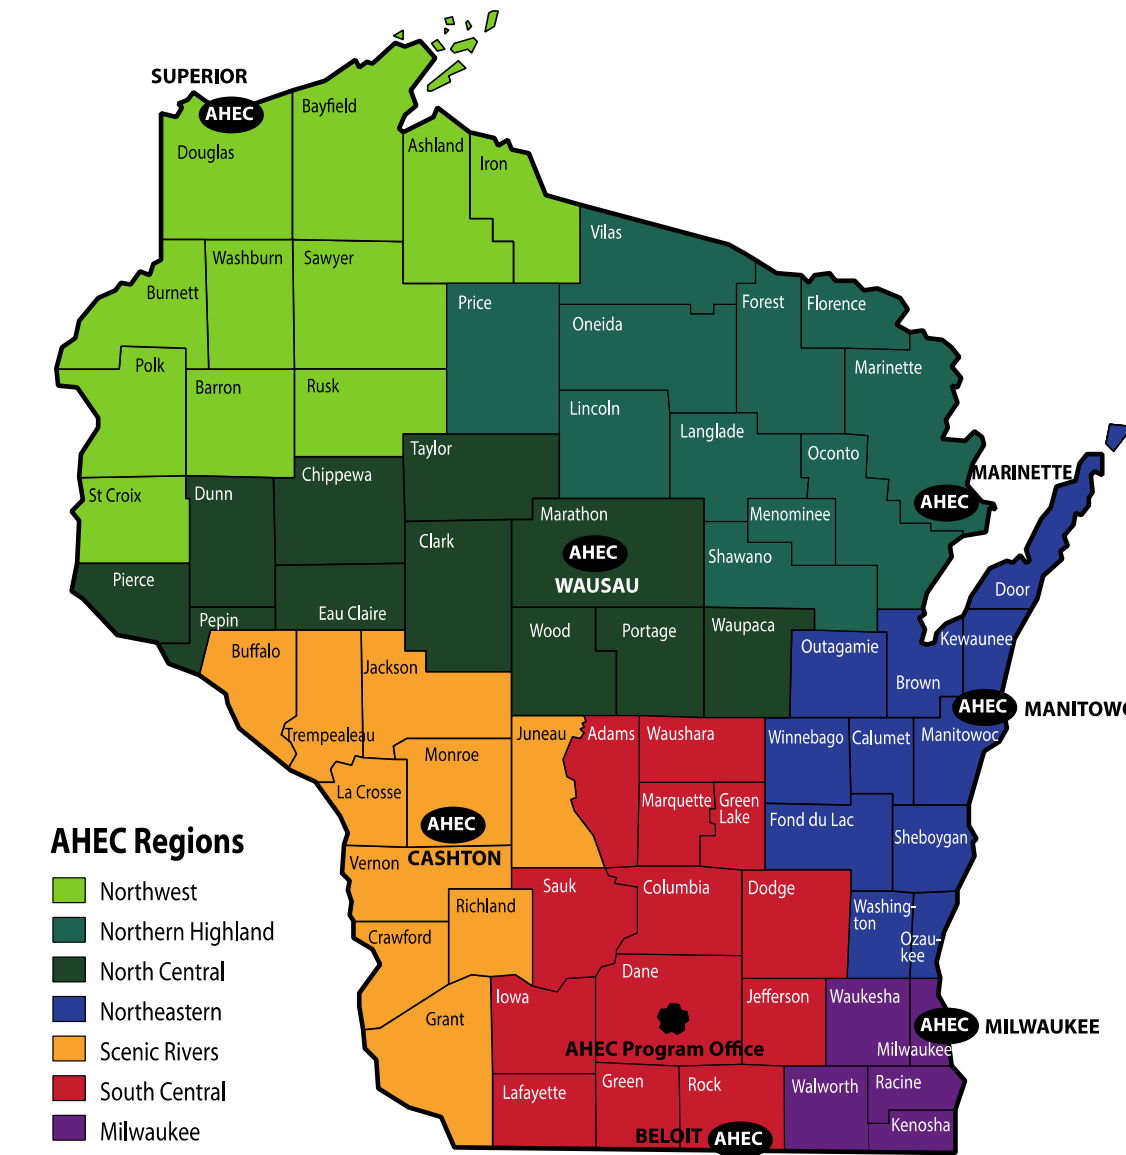 SUPERIOR
AHEC
Bayfield
Douglas
Ashland
Iron
Vilas
Washburn
Sawyer
Burnett
Price
Forest
Florence
Oneida
Polk
Marinette
Barron
Rusk
Lincoln
Langlade
Taylor
Oconto
Chippewa
MARINETTE
St Croix
Dunn
AHEC
Marathon
Menominee
Clark
AHEC
Shawano
WAUSAU
Pierce
Door
Eau Claire
Pepin
Wood
Portage
Waupaca
Kewaunee
Outagamie
Buffalo
Jackson
Brown
AHEC
MANITOWO
Trempealeau
Juneau
Adams
Waushara
Winnebago
Calumet
Manitowoc
Monroe
La Crosse
Marquette
Green
Lake
AHEC
Fond du Lac
Sheboygan
CASHTON
Vernon
Sauk
Columbia
Dodge
Richland
Washing-
ton
Crawford
Ozau-
kee
Dane
Iowa
Jefferson
Waukesha
Grant
AHEC
MILWAUKEE
AHEC Program Office
Milwaukee
Lafayette
Green
Rock
Walworth
Racine
Kenosha
BELOIT
AHEC
AHEC Regions
Northwest
Northern Highland
North Central
Northeastern
Scenic Rivers
South Central
Milwaukee